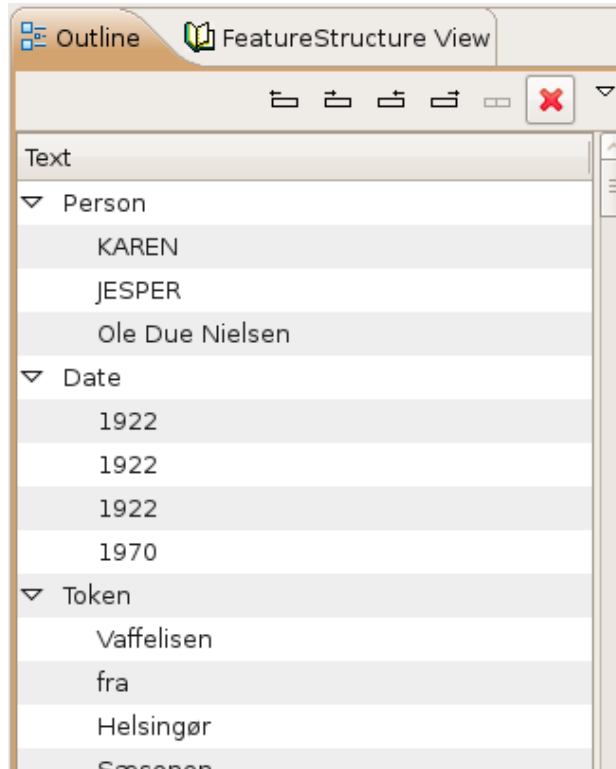 Outline
FeatureStructure View
Text
Person
KAREN
JESPER
Ole Due Nielsen
Date
1922
1922
1922
1970
Token
Vaffelisen
fra
Helsingør